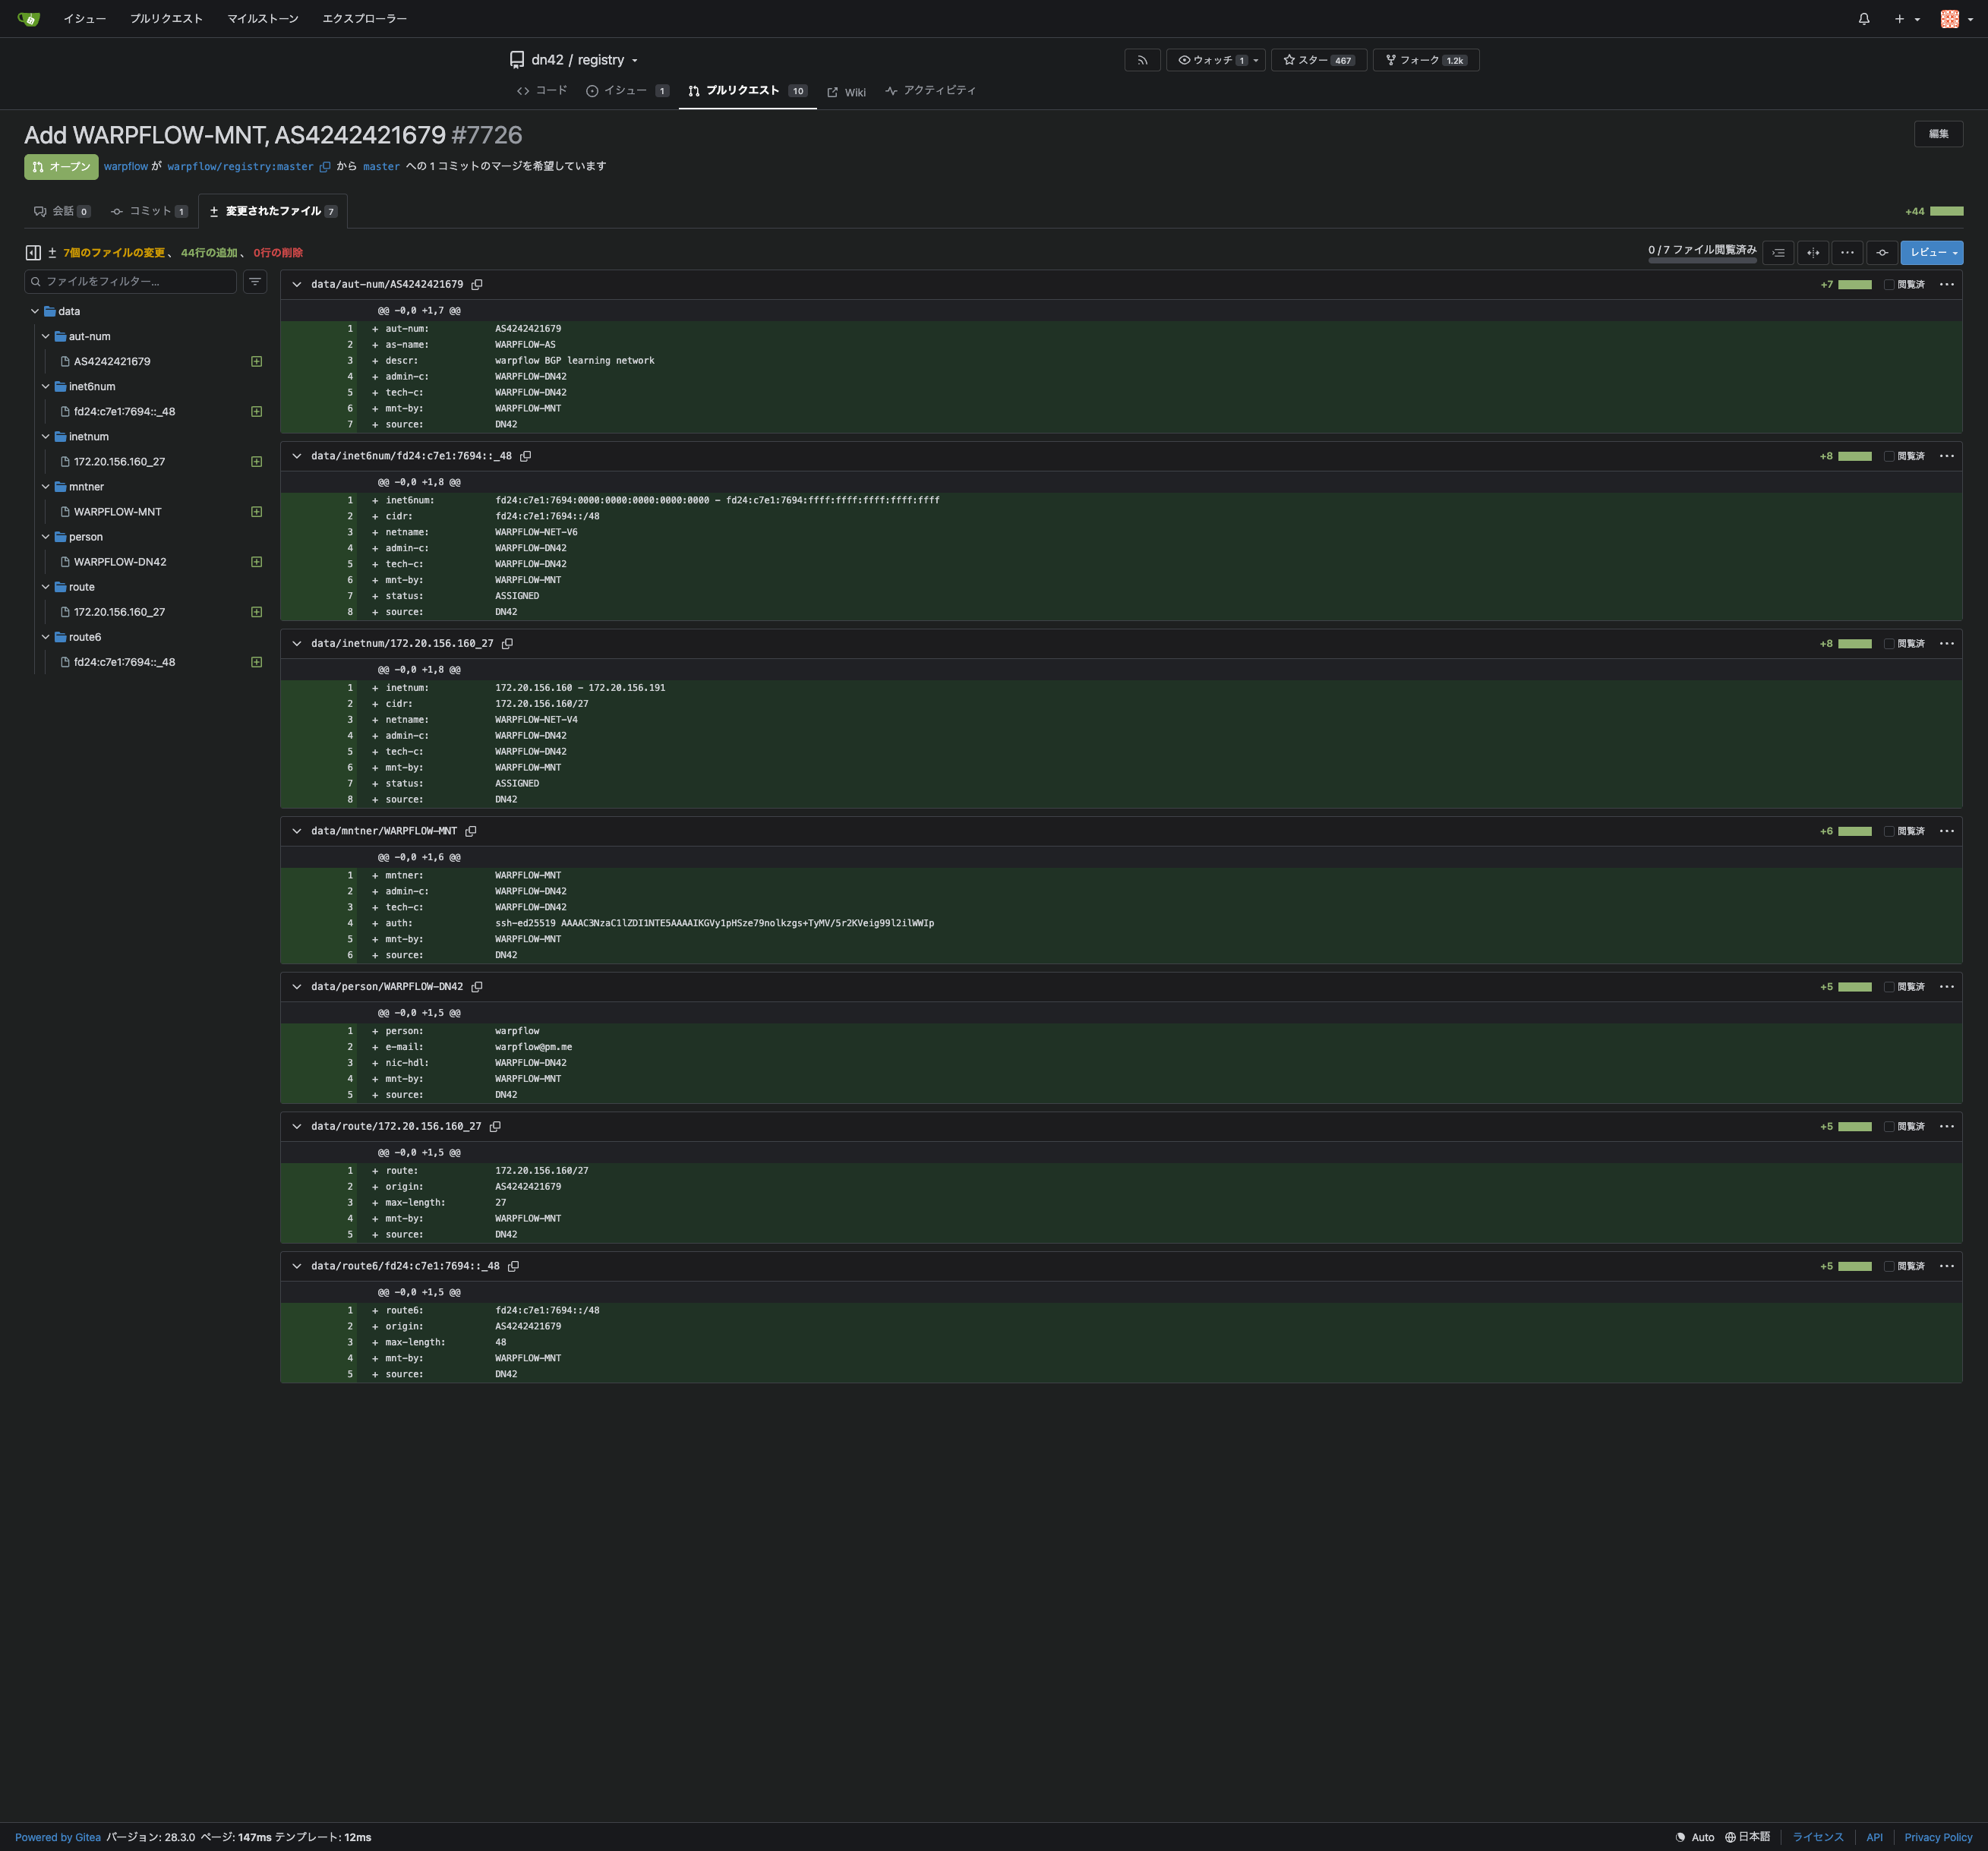 イシュー プルリクエスト マイルストーン エクスプローラー
dn42 / registry
ウォッチ 1 スター 467 フォーク 1.2k
コード イシュー 1 プルリクエスト 10 Wiki アクティビティ
Add WARPFLOW-MNT, AS4242421679 #7726
編集
オープン warpflow が warpflow/registry:master から master への 1 コミットのマージを希望しています
会話 0 コミット 1 変更されたファイル 7
+44
7個のファイルの変更、 44行の追加、 0行の削除
0 / 7 ファイル閲覧済み
レビュー
ファイルをフィルター...
data
aut-num
AS4242421679
inet6num
fd24:c7e1:7694::_48
inetnum
172.20.156.160_27
mntner
WARPFLOW-MNT
person
WARPFLOW-DN42
route
172.20.156.160_27
route6
fd24:c7e1:7694::_48
data/aut-num/AS4242421679 +7 閲覧済
@@ -0,0 +1,7 @@
1 + aut-num: AS4242421679
2 + as-name: WARPFLOW-AS
3 + descr: warpflow BGP learning network
4 + admin-c: WARPFLOW-DN42
5 + tech-c: WARPFLOW-DN42
6 + mnt-by: WARPFLOW-MNT
7 + source: DN42
data/inet6num/fd24:c7e1:7694::_48 +8 閲覧済
@@ -0,0 +1,8 @@
1 + inet6num: fd24:c7e1:7694:0000:0000:0000:0000:0000 - fd24:c7e1:7694:ffff:ffff:ffff:ffff:ffff
2 + cidr: fd24:c7e1:7694::/48
3 + netname: WARPFLOW-NET-V6
4 + admin-c: WARPFLOW-DN42
5 + tech-c: WARPFLOW-DN42
6 + mnt-by: WARPFLOW-MNT
7 + status: ASSIGNED
8 + source: DN42
data/inetnum/172.20.156.160_27 +8 閲覧済
@@ -0,0 +1,8 @@
1 + inetnum: 172.20.156.160 - 172.20.156.191
2 + cidr: 172.20.156.160/27
3 + netname: WARPFLOW-NET-V4
4 + admin-c: WARPFLOW-DN42
5 + tech-c: WARPFLOW-DN42
6 + mnt-by: WARPFLOW-MNT
7 + status: ASSIGNED
8 + source: DN42
data/mntner/WARPFLOW-MNT +6 閲覧済
@@ -0,0 +1,6 @@
1 + mntner: WARPFLOW-MNT
2 + admin-c: WARPFLOW-DN42
3 + tech-c: WARPFLOW-DN42
4 + auth: ssh-ed25519 AAAAC3NzaC1lZDI1NTE5AAAAIKGVy1pHSze79nolkzgs+TyMV/5r2KVeig99l2ilWWIp
5 + mnt-by: WARPFLOW-MNT
6 + source: DN42
data/person/WARPFLOW-DN42 +5 閲覧済
@@ -0,0 +1,5 @@
1 + person: warpflow
2 + e-mail: warpflow@pm.me
3 + nic-hdl: WARPFLOW-DN42
4 + mnt-by: WARPFLOW-MNT
5 + source: DN42
data/route/172.20.156.160_27 +5 閲覧済
@@ -0,0 +1,5 @@
1 + route: 172.20.156.160/27
2 + origin: AS4242421679
3 + max-length: 27
4 + mnt-by: WARPFLOW-MNT
5 + source: DN42
data/route6/fd24:c7e1:7694::_48 +5 閲覧済
@@ -0,0 +1,5 @@
1 + route6: fd24:c7e1:7694::/48
2 + origin: AS4242421679
3 + max-length: 48
4 + mnt-by: WARPFLOW-MNT
5 + source: DN42
Powered by Gitea バージョン: 28.3.0 ページ: 147ms テンプレート: 12ms
Auto 日本語 ライセンス API Privacy Policy